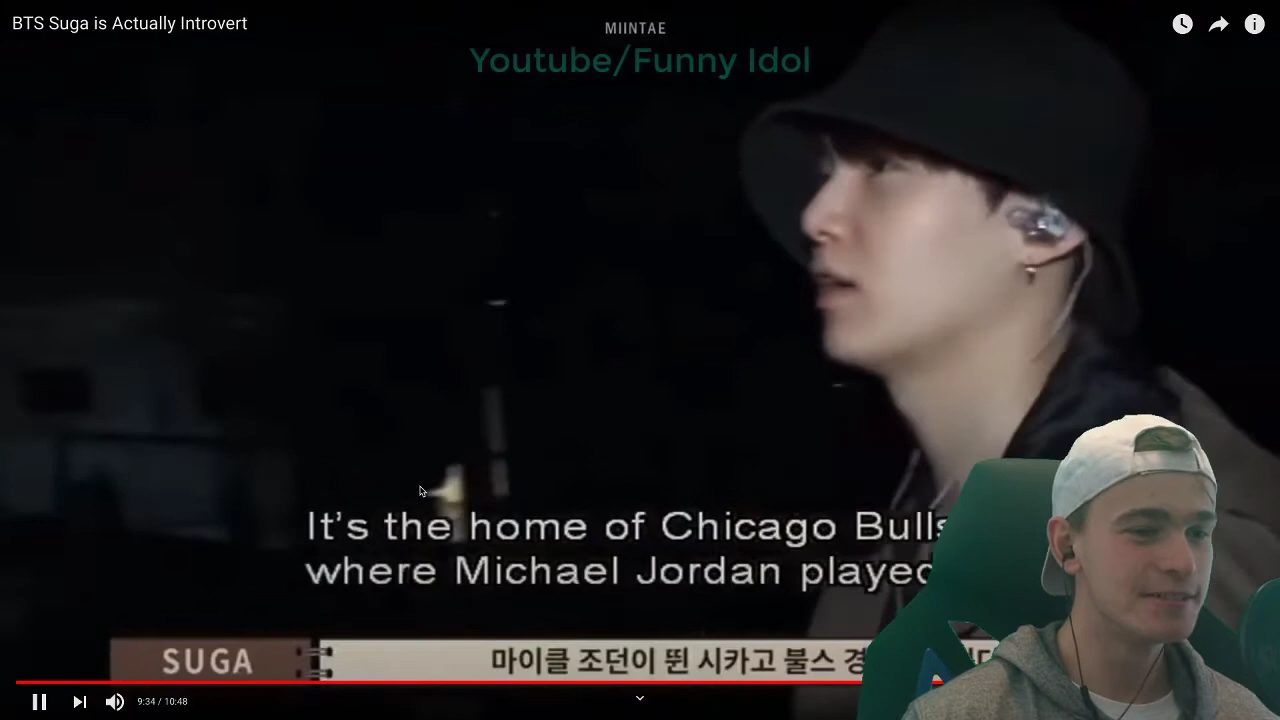 BTS Suga is Actually Introvert
MIINTAE
Youtube/Funny Idol
It's the home of Chicago Bulls
where Michael Jordan played
SUGA
마이클 조던이 뛴 시카고 불스
9:34 / 10:48